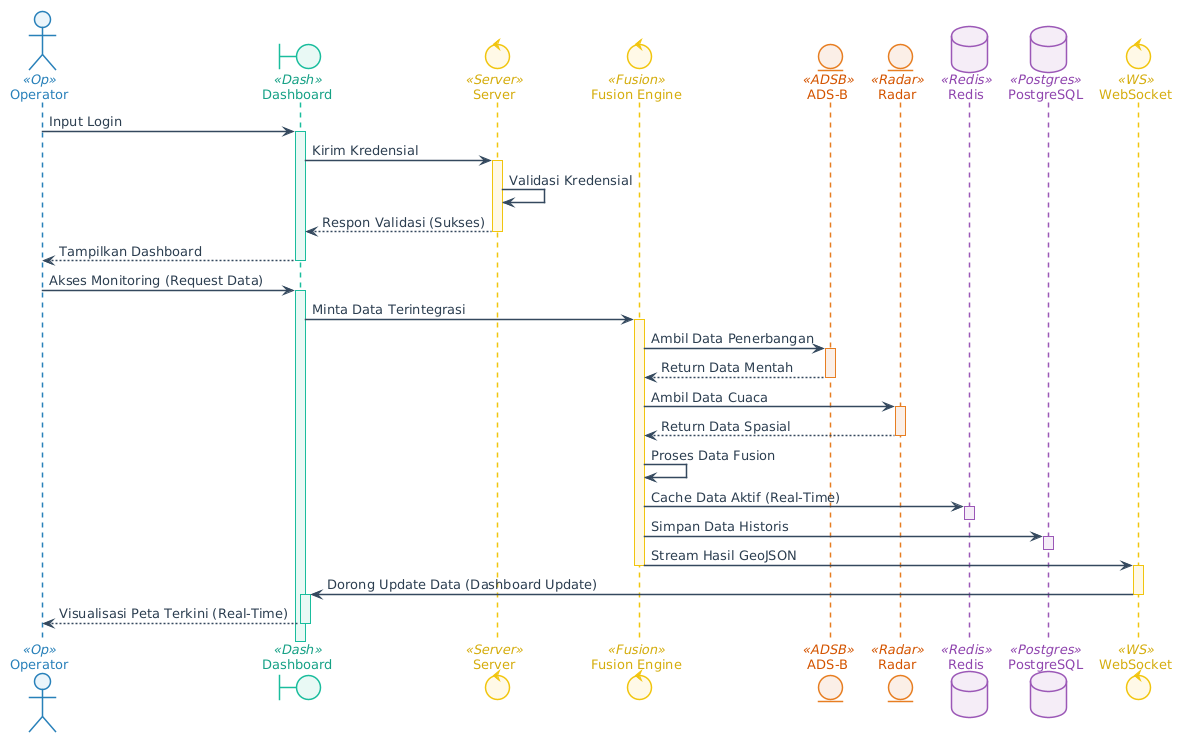 «Op»
Operator
«Dash»
Dashboard
«Server»
Server
«Fusion»
Fusion Engine
«ADSB»
ADS-B
«Radar»
Radar
«Redis»
Redis
«Postgres»
PostgreSQL
«WS»
WebSocket
Input Login
Kirim Kredensial
Validasi Kredensial
Respon Validasi (Sukses)
Tampilkan Dashboard
Akses Monitoring (Request Data)
Minta Data Terintegrasi
Ambil Data Penerbangan
Return Data Mentah
Ambil Data Cuaca
Return Data Spasial
Proses Data Fusion
Cache Data Aktif (Real-Time)
Simpan Data Historis
Stream Hasil GeoJSON
Dorong Update Data (Dashboard Update)
Visualisasi Peta Terkini (Real-Time)
«Op»
Operator
«Dash»
Dashboard
«Server»
Server
«Fusion»
Fusion Engine
«ADSB»
ADS-B
«Radar»
Radar
«Redis»
Redis
«Postgres»
PostgreSQL
«WS»
WebSocket